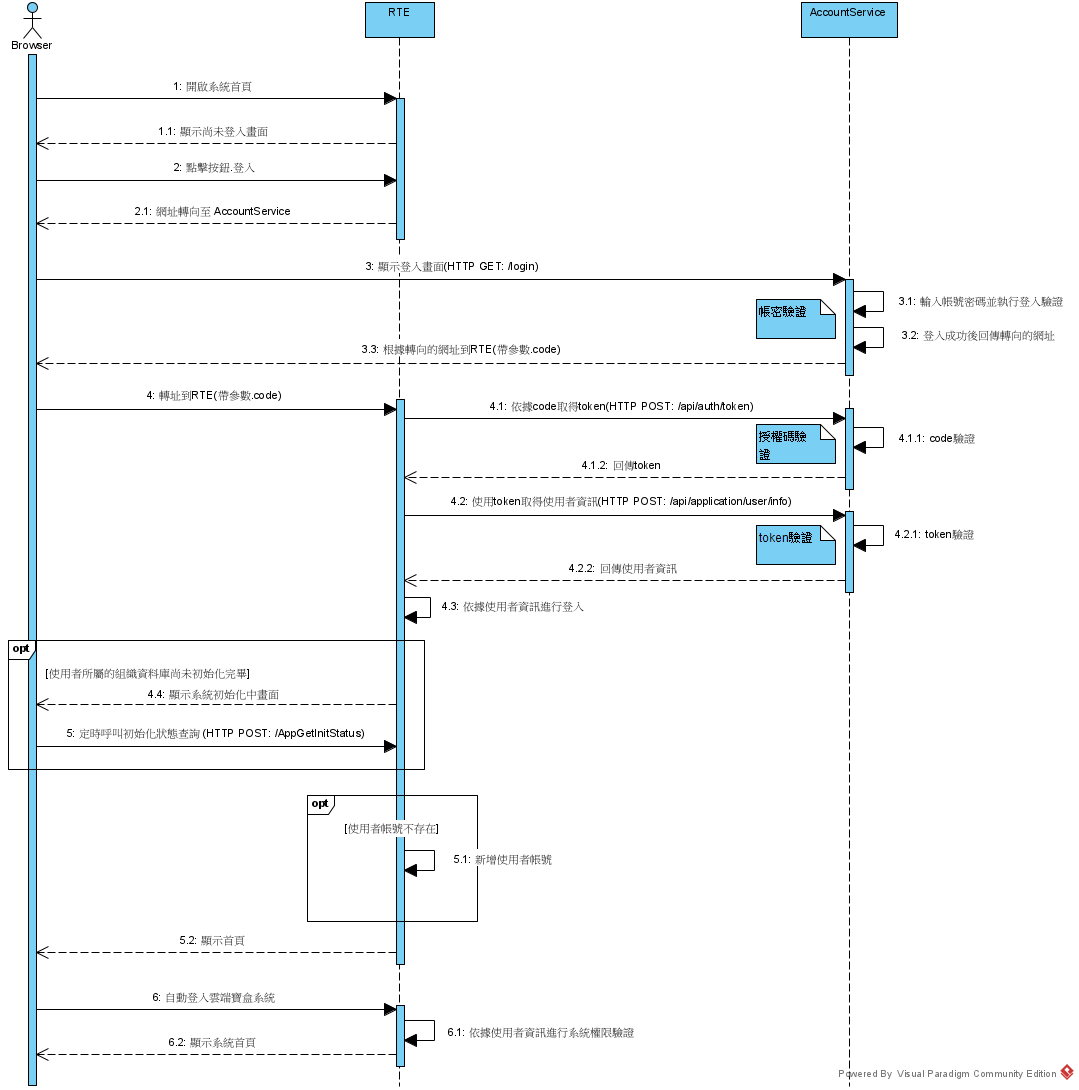 RTE
AccountService
Browser
1: 開啟系統首頁
1.1: 顯示尚未登入畫面
2: 點擊按鈕.登入
2.1: 網址轉向至 AccountService
3: 顯示登入畫面(HTTP GET: /login)
帳密驗證
3.1: 輸入帳號密碼並執行登入驗證
3.2: 登入成功後回傳轉向的網址
3.3: 根據轉向的網址到RTE(帶參數.code)
4: 轉址到RTE(帶參數.code)
4.1: 依據code取得token(HTTP POST: /api/auth/token)
授權碼驗
證
4.1.1: code驗證
4.1.2: 回傳token
4.2: 使用token取得使用者資訊(HTTP POST: /api/application/user/info)
token驗證
4.2.1: token驗證
4.2.2: 回傳使用者資訊
4.3: 依據使用者資訊進行登入
opt
[使用者所屬的組織資料庫尚未初始化完畢]
4.4: 顯示系統初始化中畫面
5: 定時呼叫初始化狀態查詢 (HTTP POST: /AppGetInitStatus)
opt
[使用者帳號不存在]
5.1: 新增使用者帳號
5.2: 顯示首頁
6: 自動登入雲端寶盒系統
6.1: 依據使用者資訊進行系統權限驗證
6.2: 顯示系統首頁
Powered By Visual Paradigm Community Edition